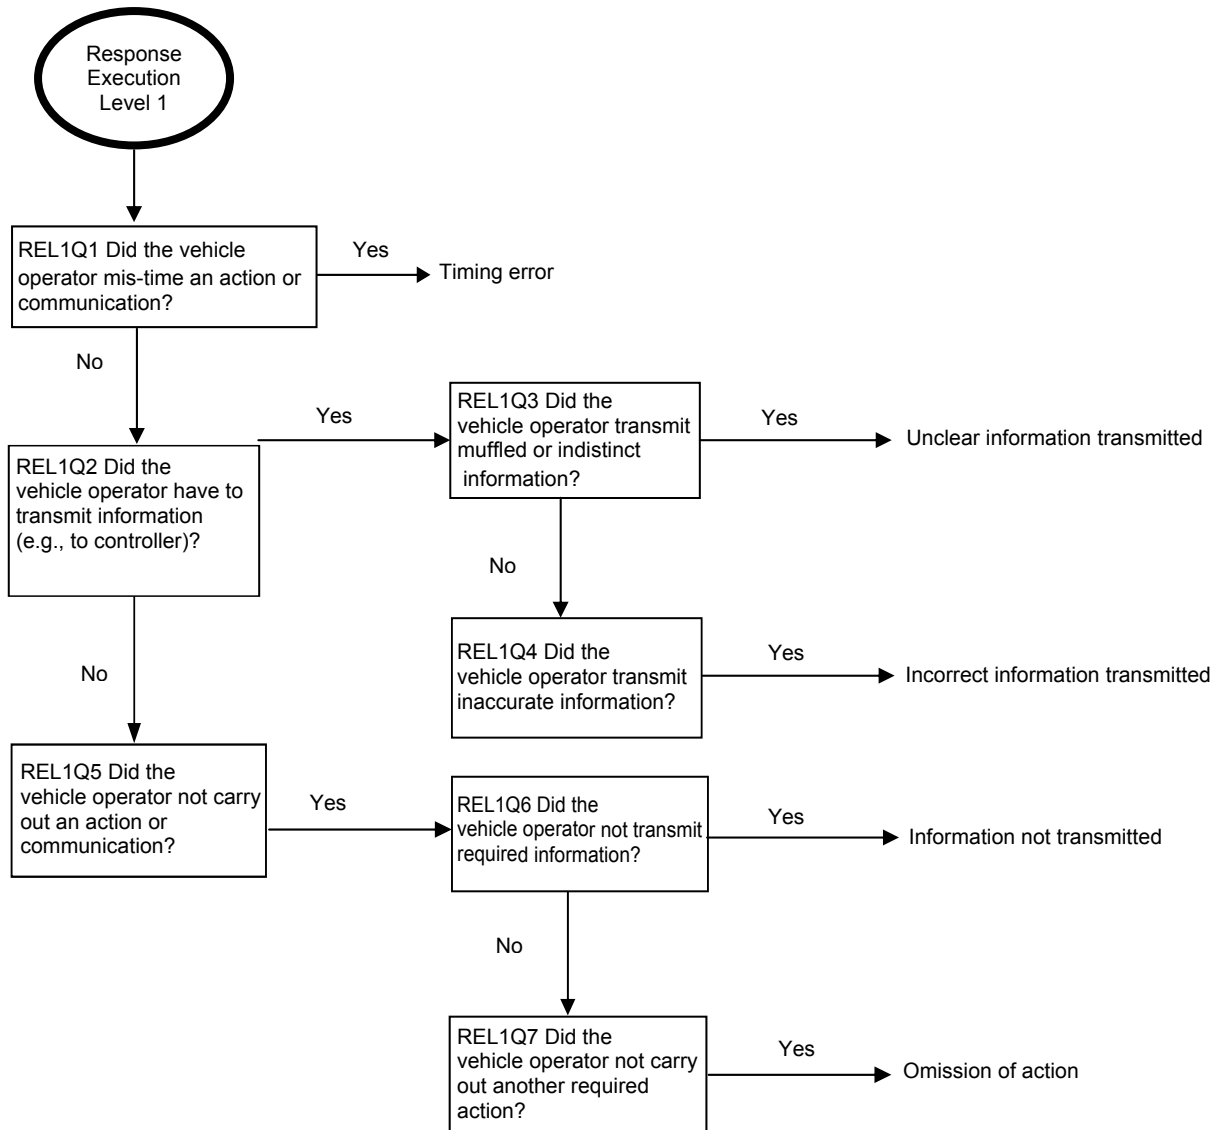 Response
Execution
Level 1
REL1Q1 Did the vehicle
operator mis-time an action or
communication?
Yes
Timing error
No
REL1Q2 Did the
vehicle operator have to
transmit information
(e.g., to controller)?
Yes
REL1Q3 Did the
vehicle operator transmit
muffled or indistinct
information?
Yes
Unclear information transmitted
No
No
REL1Q4 Did the
vehicle operator transmit
inaccurate information?
Yes
Incorrect information transmitted
REL1Q5 Did the
vehicle operator not carry
out an action or
communication?
Yes
REL1Q6 Did the
vehicle operator not transmit
required information?
Yes
Information not transmitted
No
REL1Q7 Did the
vehicle operator not carry
out another required
action?
Yes
Omission of action